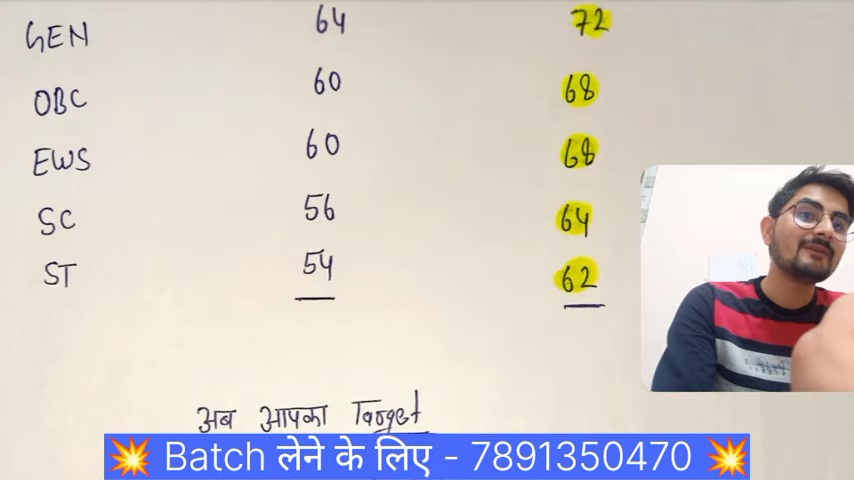 GEN 64 72
OBC 60 68
EWS 60 68
SC 56 64
ST 54 62
अब आपका Target
💥 Batch लेने के लिए - 7891350470 💥